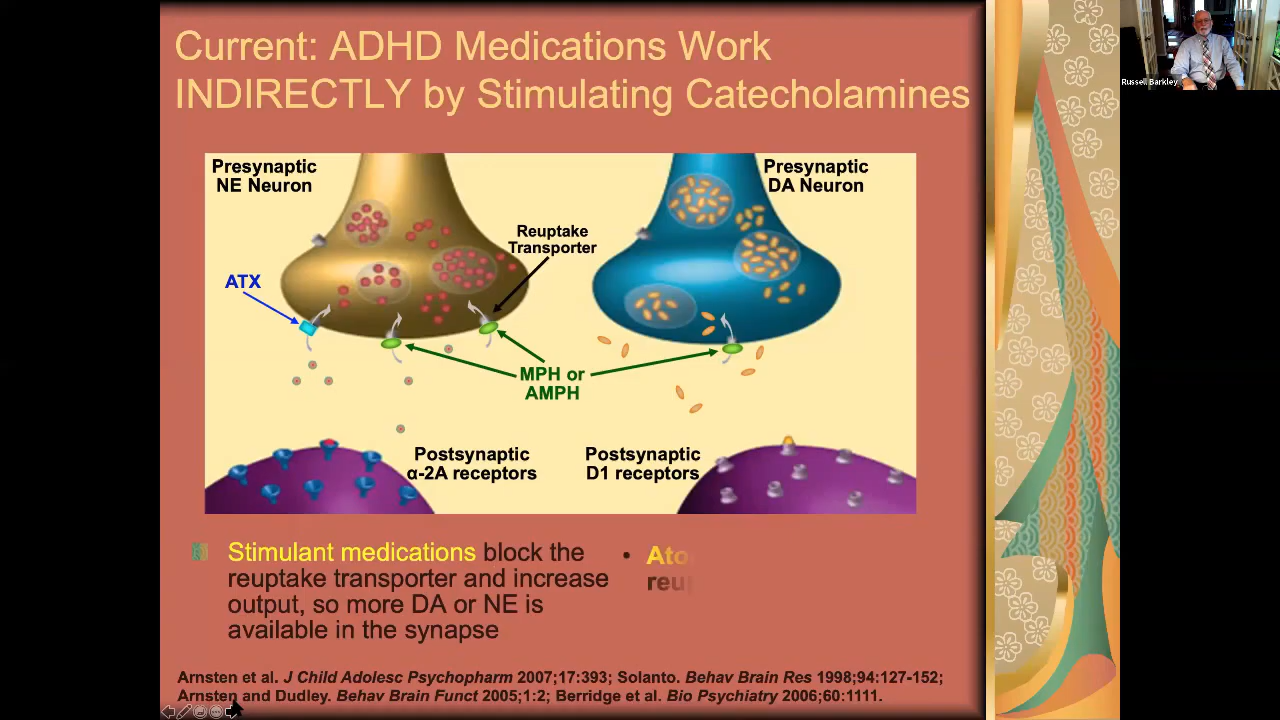 Current: ADHD Medications Work
INDIRECTLY by Stimulating Catecholamines
Russell Barkley
Presynaptic
NE Neuron
Presynaptic
DA Neuron
Reuptake
Transporter
ATX
MPH or
AMPH
Postsynaptic
α-2A receptors
Postsynaptic
D1 receptors
Stimulant medications block the
reuptake transporter and increase
output, so more DA or NE is
available in the synapse
• Ato
reup
Arnsten et al. J Child Adolesc Psychopharm 2007;17:393; Solanto. Behav Brain Res 1998;94:127-152;
Arnsten and Dudley. Behav Brain Funct 2005;1:2; Berridge et al. Bio Psychiatry 2006;60:1111.